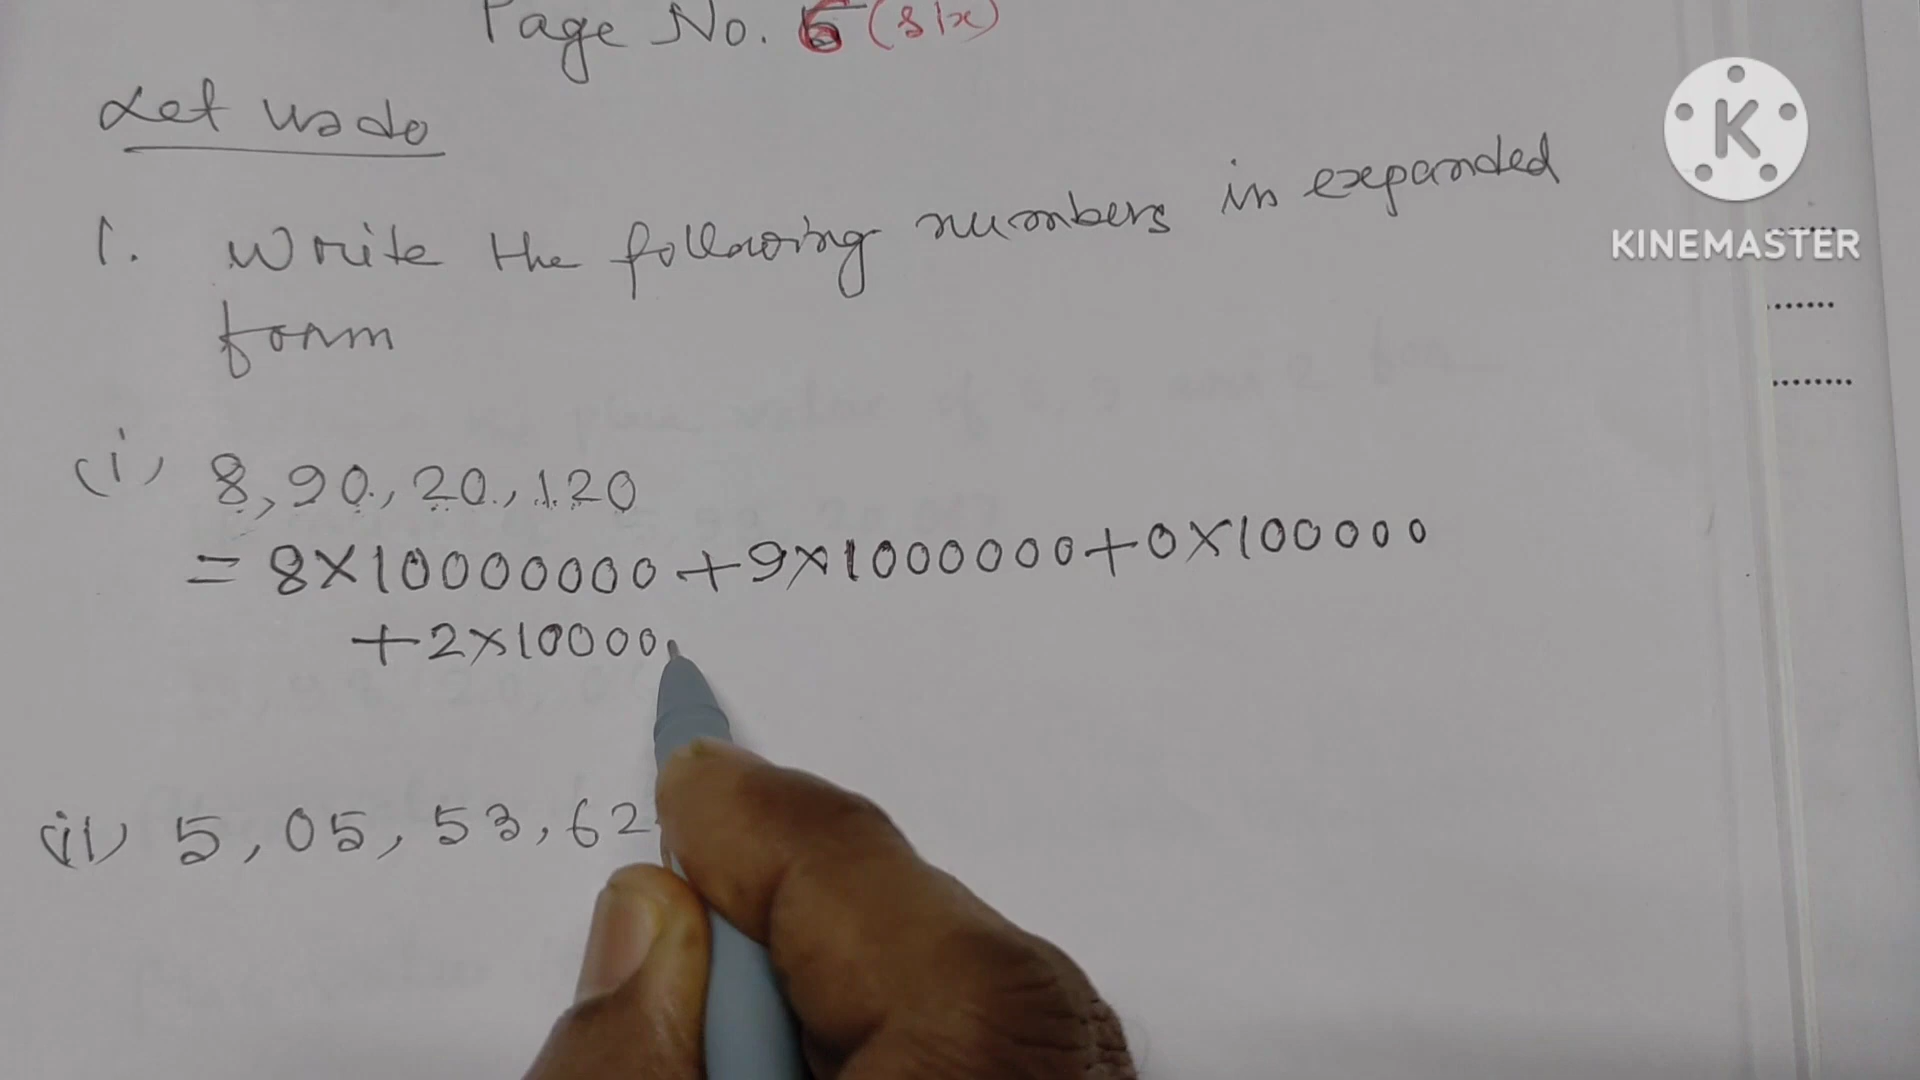 Page No. 6 (six)
Let us do
1. Write the following numbers in expanded
form
(i) 8,90,20,120
= 8×10000000+9×1000000+0×100000
+2×10000
(ii) 5,05,53,62
K
KINEMASTER